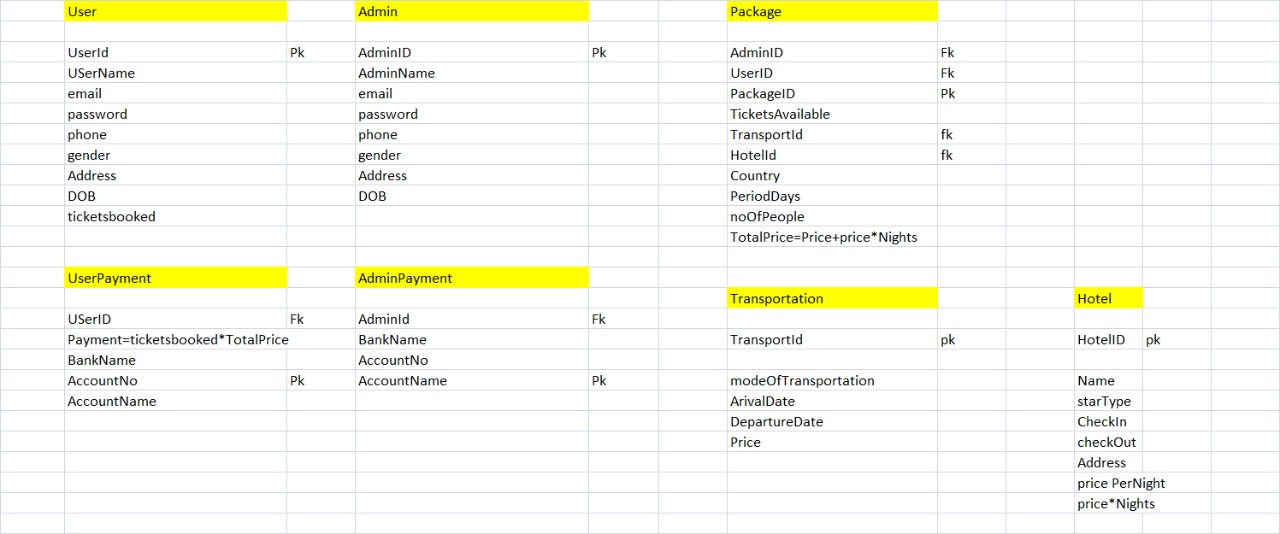 User Admin Package
UserId Pk AdminID Pk AdminID Fk
USerName AdminName UserID Fk
email email PackageID Pk
password password TicketsAvailable
phone phone TransportId fk
gender gender HotelId fk
Address Address Country
DOB DOB PeriodDays
ticketsbooked noOfPeople
TotalPrice=Price+price*Nights
UserPayment AdminPayment
Transportation Hotel
USerID Fk AdminId Fk
Payment=ticketsbooked*TotalPrice BankName TransportId pk HotelID pk
BankName AccountNo
AccountNo Pk AccountName Pk modeOfTransportation Name
AccountName ArivalDate starType
DepartureDate CheckIn
Price checkOut
Address
price PerNight
price*Nights